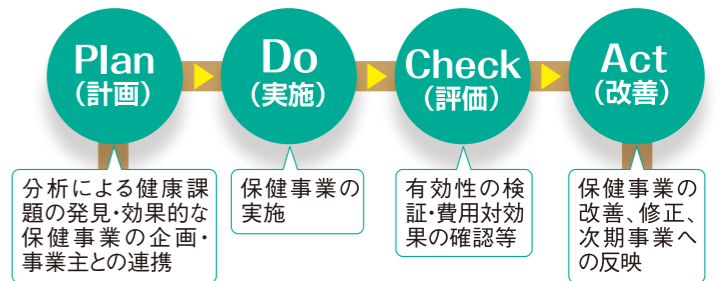 Plan
(計画)
Do
(実施)
Check
(評価)
Act
(改善)
分析による健康課
題の発見・効果的な
保健事業の企画・
事業主との連携
保健事業の
実施
有効性の検
証・費用対効
果の確認等
保健事業の
改善、修正、
次期事業へ
の反映